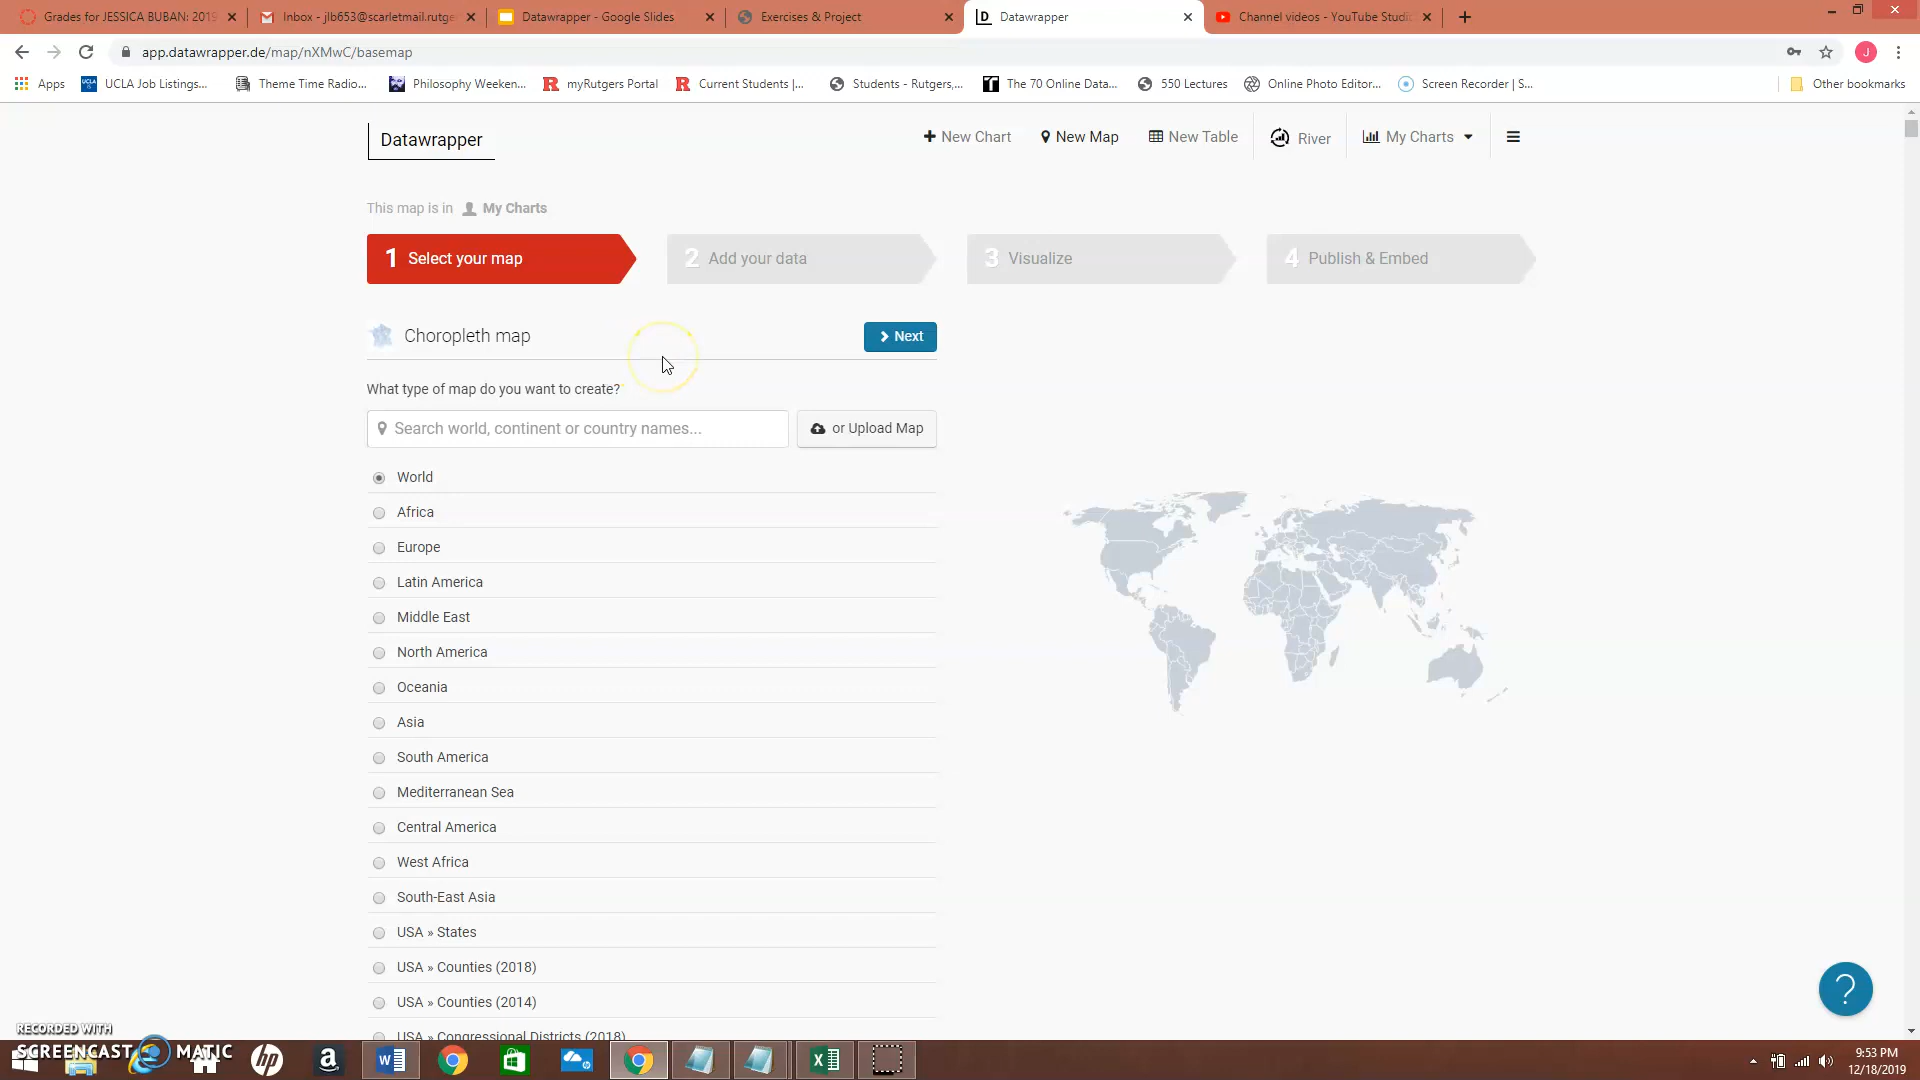 Grades for JESSICA BUBAN: 2019
Inbox - jlb653@scarletmail.rutge
Datawrapper - Google Slides
Exercises & Project
D Datawrapper
Channel videos - YouTube Studi
app.datawrapper.de/map/nXMwC/basemap
J
Apps
UCLA Job Listings...
Theme Time Radio...
Philosophy Weeken...
R myRutgers Portal
R Current Students |...
Students - Rutgers,...
The 70 Online Data...
550 Lectures
Online Photo Editor...
Screen Recorder | S...
Other bookmarks
Datawrapper
New Chart
New Map
New Table
River
My Charts
This map is in My Charts
1 Select your map
2 Add your data
3 Visualize
4 Publish & Embed
Choropleth map
Next
What type of map do you want to create?
Search world, continent or country names...
or Upload Map
World
Africa
Europe
Latin America
Middle East
North America
Oceania
Asia
South America
Mediterranean Sea
Central America
West Africa
South-East Asia
USA » States
USA » Counties (2018)
USA » Counties (2014)
USA » Congressional Districts (2018)
?
RECORDED WITH
SCREENCAST MATIC
hp
a
9:53 PM
12/18/2019